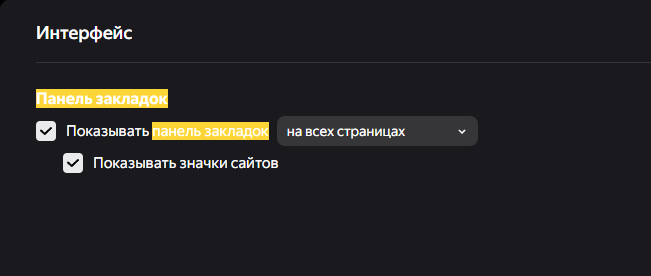 Интерфейс
Панель закладок
Показывать панель закладок на всех страницах
Показывать значки сайтов